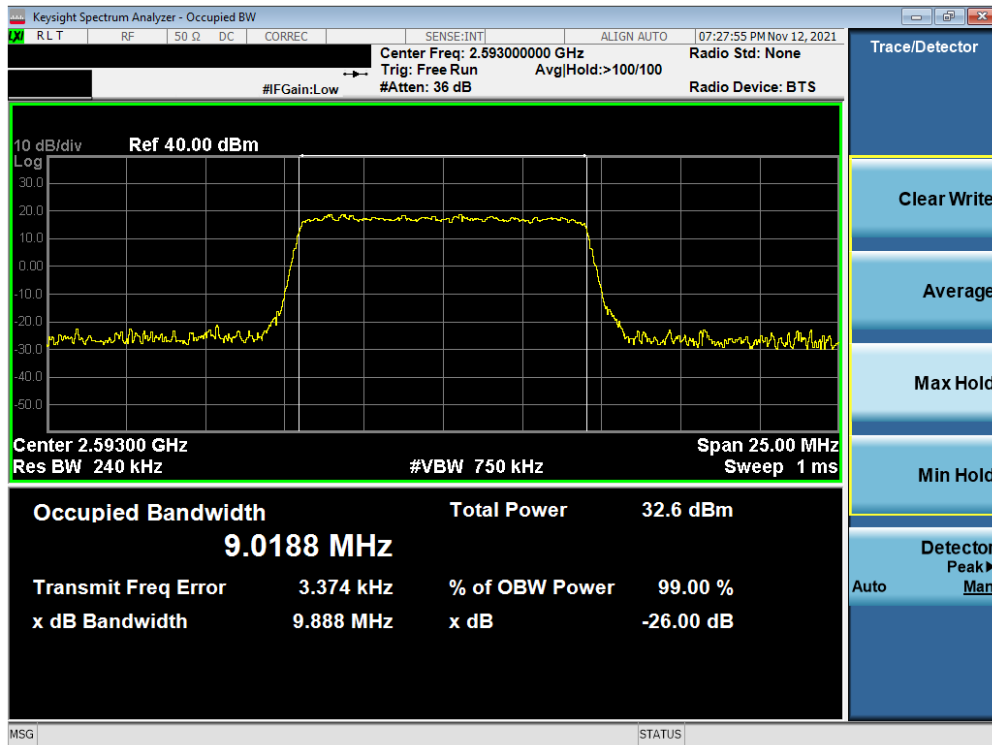 Keysight Spectrum Analyzer - Occupied BW
LXI RLT RF 50 Ω DC CORREC SENSE:INT ALIGN AUTO 07:27:55 PM Nov 12, 2021
Center Freq: 2.593000000 GHz Radio Std: None
Trig: Free Run Avg|Hold:>100/100
#IFGain:Low #Atten: 36 dB Radio Device: BTS
10 dB/div Ref 40.00 dBm
Log
30.0
20.0
10.0
0.00
-10.0
-20.0
-30.0
-40.0
-50.0
Center 2.59300 GHz Span 25.00 MHz
Res BW 240 kHz #VBW 750 kHz Sweep 1 ms
Occupied Bandwidth Total Power 32.6 dBm
9.0188 MHz
Transmit Freq Error 3.374 kHz % of OBW Power 99.00 %
x dB Bandwidth 9.888 MHz x dB -26.00 dB
MSG STATUS
Trace/Detector
Clear Write
Average
Max Hold
Min Hold
Detector
Peak▶
Auto Man